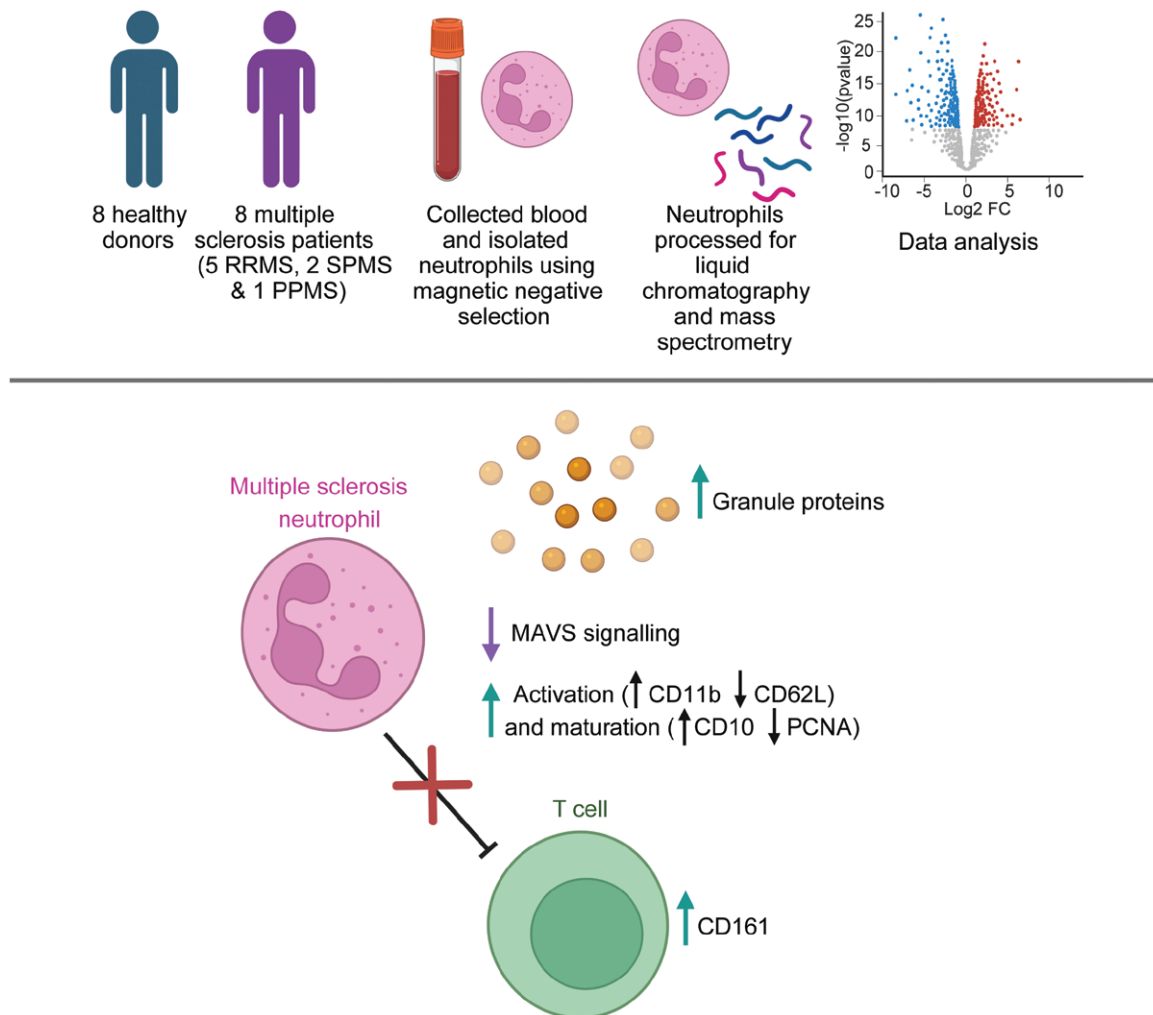 8 healthy
donors
8 multiple
sclerosis patients
(5 RRMS, 2 SPMS
& 1 PPMS)
Collected blood
and isolated
neutrophils using
magnetic negative
selection
Neutrophils
processed for
liquid
chromatography
and mass
spectrometry
-log10(pvalue)
25
20
15
10
5
0
-10 -5 0 5 10
Log2 FC
Data analysis
Multiple sclerosis
neutrophil
Granule proteins
MAVS signalling
Activation (↑ CD11b ↓ CD62L)
and maturation (↑CD10 ↓ PCNA)
T cell
CD161